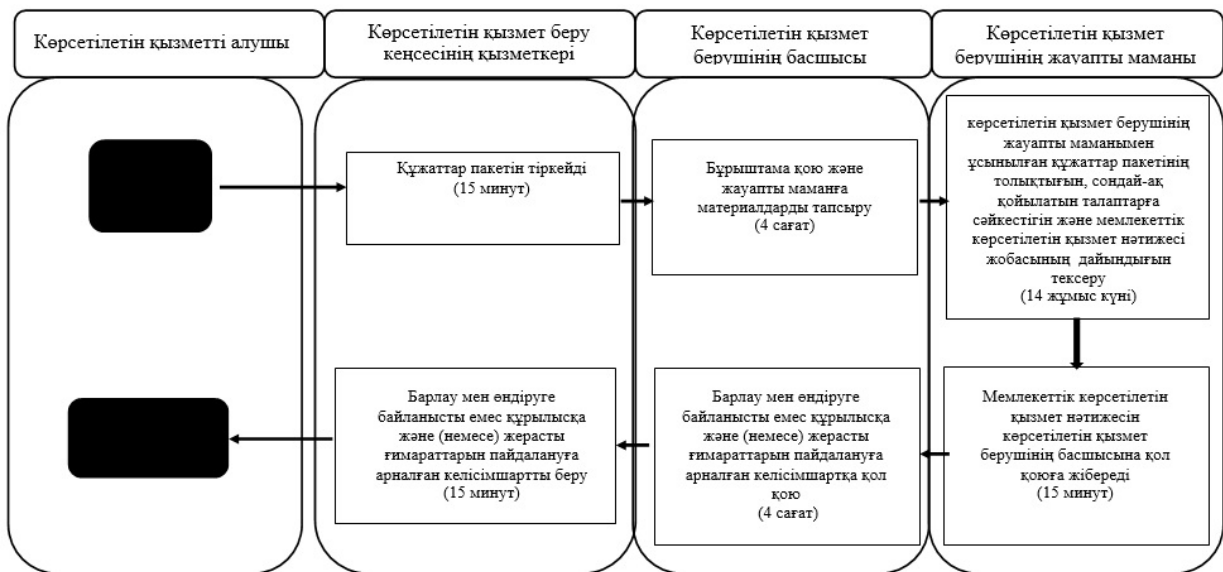 Көрсетілетін қызметті алушы
Көрсетілетін қызмет беру
кеңсесінің қызметкері
Көрсетілетін қызмет
берушінің басшысы
Көрсетілетін қызмет
берушінің жауапты маманы
Құжаттар пакетін тіркейді
(15 минут)
Бұрыштама қою және
жауапты маманға
материалдарды тапсыру
(4 сағат)
көрсетілетін қызмет берушінің
жауапты маманымен
ұсынылған құжаттар пакетінің
толықтығын, сондай-ақ
қойылатын талаптарға
сәйкестігін және мемлекеттік
көрсетілетін қызмет нәтижесі
жобасының дайындығын
тексеру
(14 жұмыс күні)
Барлау мен өндіруге
байланысты емес құрылысқа
және (немесе) жерасты
ғимараттарын пайдалануға
арналған келісімшартты беру
(15 минут)
Барлау мен өндіруге
байланысты емес құрылысқа
және (немесе) жерасты
ғимараттарын пайдалануға
арналған келісімшартқа қол
қою
(4 сағат)
Мемлекеттік көрсетілетін
қызмет нәтижесін
көрсетілетін қызмет
берушінің басшысына қол
қоюға жібереді
(15 минут)